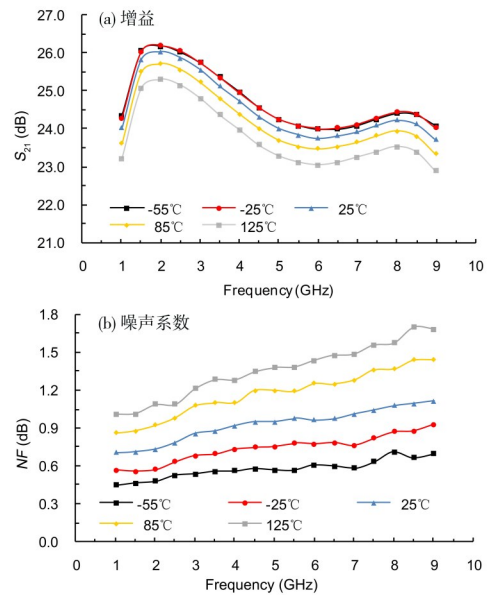 (a) 增益
27.0
26.0
25.0
24.0
23.0
22.0
21.0
S21 (dB)
-55℃ -25℃ 25℃
85℃ 125℃
0 1 2 3 4 5 6 7 8 9 10
Frequency (GHz)
(b) 噪声系数
1.8
1.5
1.2
0.9
0.6
0.3
0.0
NF (dB)
-55℃ -25℃ 25℃
85℃ 125℃
0 1 2 3 4 5 6 7 8 9 10
Frequency (GHz)